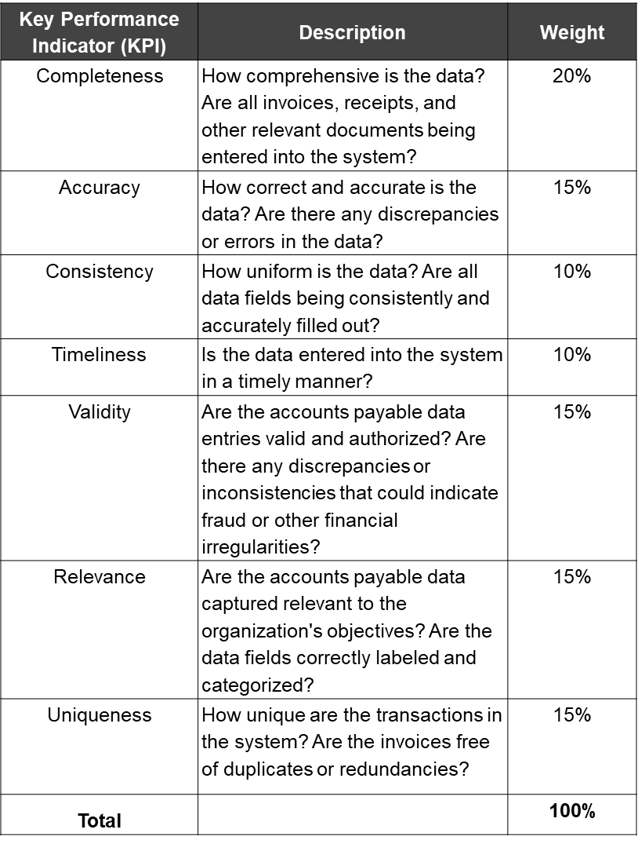 Key Performance Indicator (KPI) Description Weight
Completeness How comprehensive is the data? 20%
Are all invoices, receipts, and
other relevant documents being
entered into the system?
Accuracy How correct and accurate is the 15%
data? Are there any discrepancies
or errors in the data?
Consistency How uniform is the data? Are all 10%
data fields being consistently and
accurately filled out?
Timeliness Is the data entered into the system 10%
in a timely manner?
Validity Are the accounts payable data 15%
entries valid and authorized? Are
there any discrepancies or
inconsistencies that could indicate
fraud or other financial
irregularities?
Relevance Are the accounts payable data 15%
captured relevant to the
organization's objectives? Are the
data fields correctly labeled and
categorized?
Uniqueness How unique are the transactions in 15%
the system? Are the invoices free
of duplicates or redundancies?
Total 100%